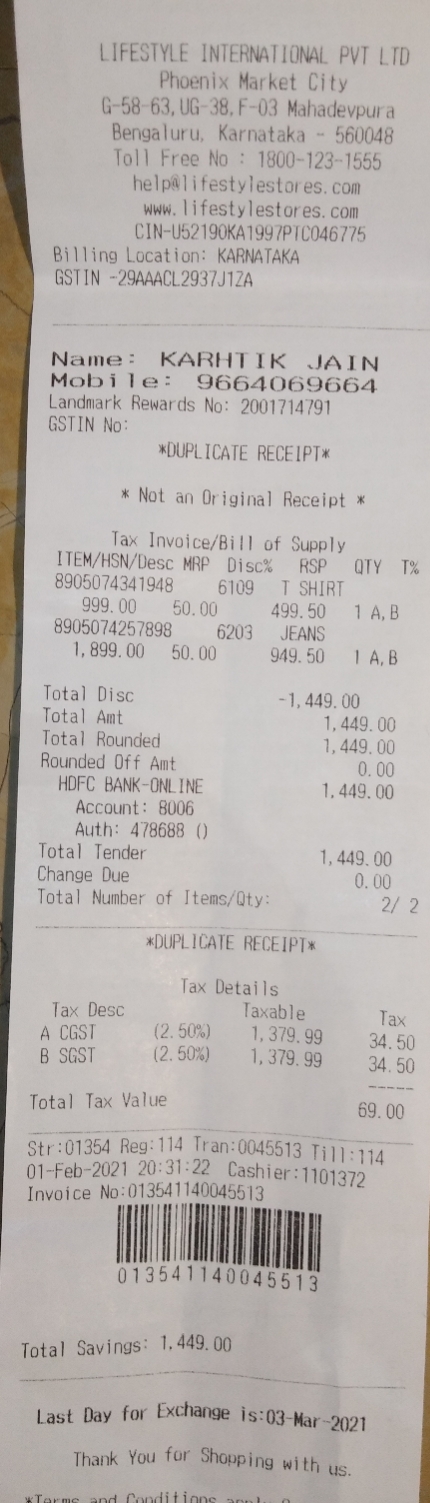 LIFESTYLE INTERNATIONAL PVT LTD
Phoenix Market City
G-58-63, UG-38, F-03 Mahadevpura
Bengaluru, Karnataka - 560048
Toll Free No : 1800-123-1555
help@lifestylestores.com
www.lifestylestores.com
CIN-U52190KA1997PTC046775
Billing Location: KARNATAKA
GSTIN -29AAACL2937J1ZA
Name: KARHTIK JAIN
Mobile: 9664069664
Landmark Rewards No: 2001714791
GSTIN No:
*DUPLICATE RECEIPT*
* Not an Original Receipt *
Tax Invoice/Bill of Supply
ITEM/HSN/Desc MRP Disc% RSP QTY T%
8905074341948 6109 T SHIRT
999.00 50.00 499.50 1 A,B
8905074257898 6203 JEANS
1,899.00 50.00 949.50 1 A,B
Total Disc -1,449.00
Total Amt 1,449.00
Total Rounded 1,449.00
Rounded Off Amt 0.00
HDFC BANK-ONLINE 1,449.00
Account: 8006
Auth: 478688 ()
Total Tender 1,449.00
Change Due 0.00
Total Number of Items/Qty: 2/ 2
*DUPLICATE RECEIPT*
Tax Details
Tax Desc Taxable Tax
A CGST (2.50%) 1,379.99 34.50
B SGST (2.50%) 1,379.99 34.50
-----
Total Tax Value 69.00
Str:01354 Reg:114 Tran:0045513 Till:114
01-Feb-2021 20:31:22 Cashier:1101372
Invoice No:013541140045513
013541140045513
Total Savings: 1,449.00
Last Day for Exchange is:03-Mar-2021
Thank You for Shopping with us.
*Terms and Conditions apply